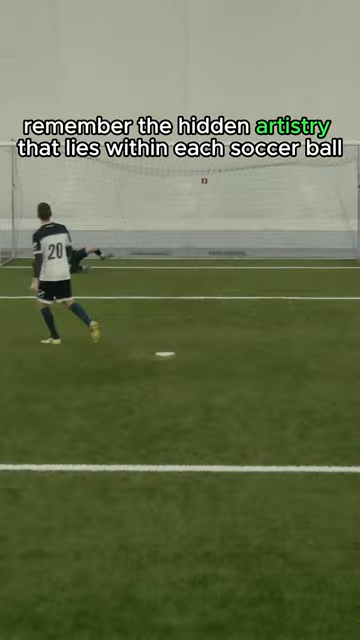 remember the hidden artistry
that lies within each soccer ball
20